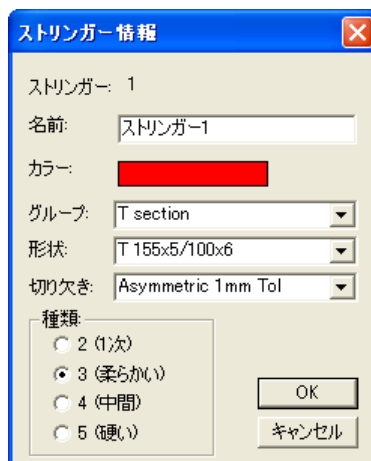 ストリンガー情報
ストリンガー: 1
名前: ストリンガー1
カラー:
グループ: T section
形状: T 155x5/100x6
切り欠き: Asymmetric 1mm Tol
種類:
2 (1次)
3 (柔らかい)
4 (中間)
5 (硬い)
OK
キャンセル